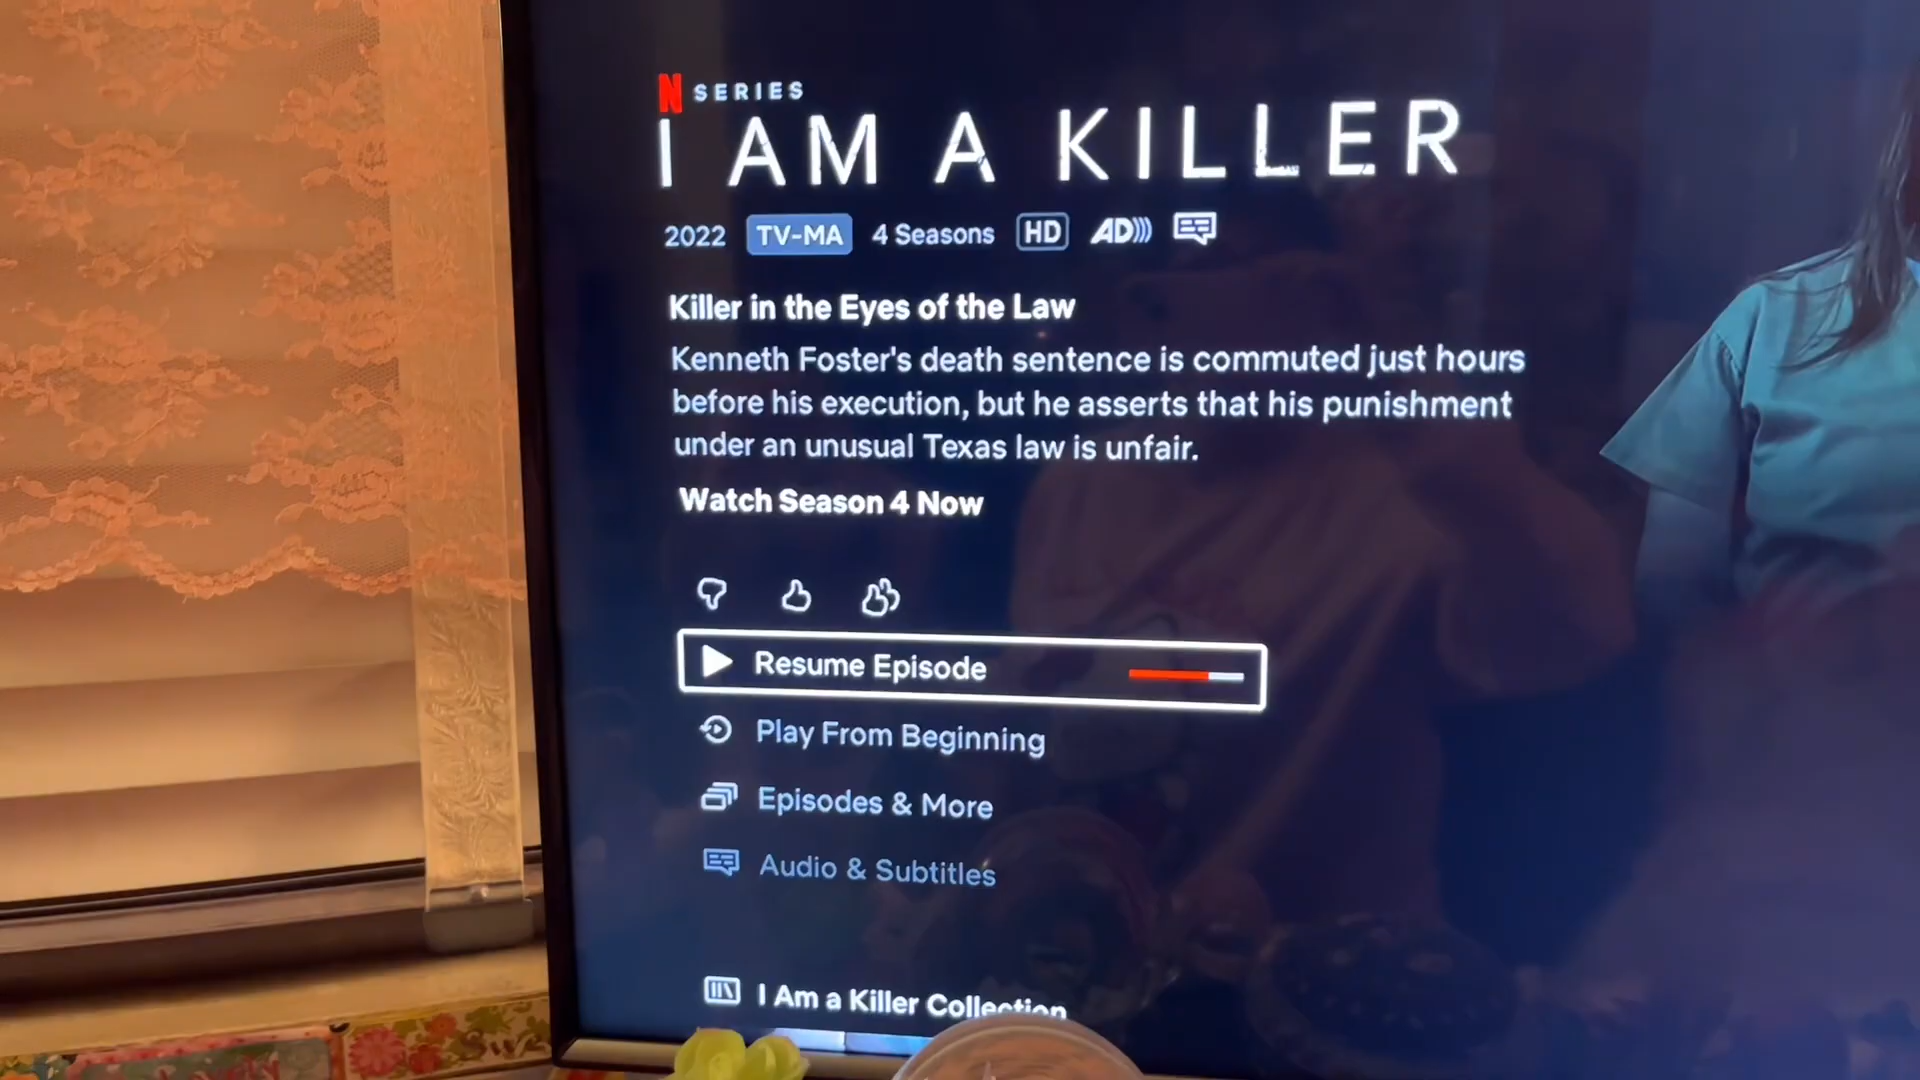 N SERIES
I AM A KILLER
2022 TV-MA 4 Seasons HD AD)))
Killer in the Eyes of the Law
Kenneth Foster's death sentence is commuted just hours
before his execution, but he asserts that his punishment
under an unusual Texas law is unfair.
Watch Season 4 Now
Resume Episode
Play From Beginning
Episodes & More
Audio & Subtitles
I Am a Killer Collection